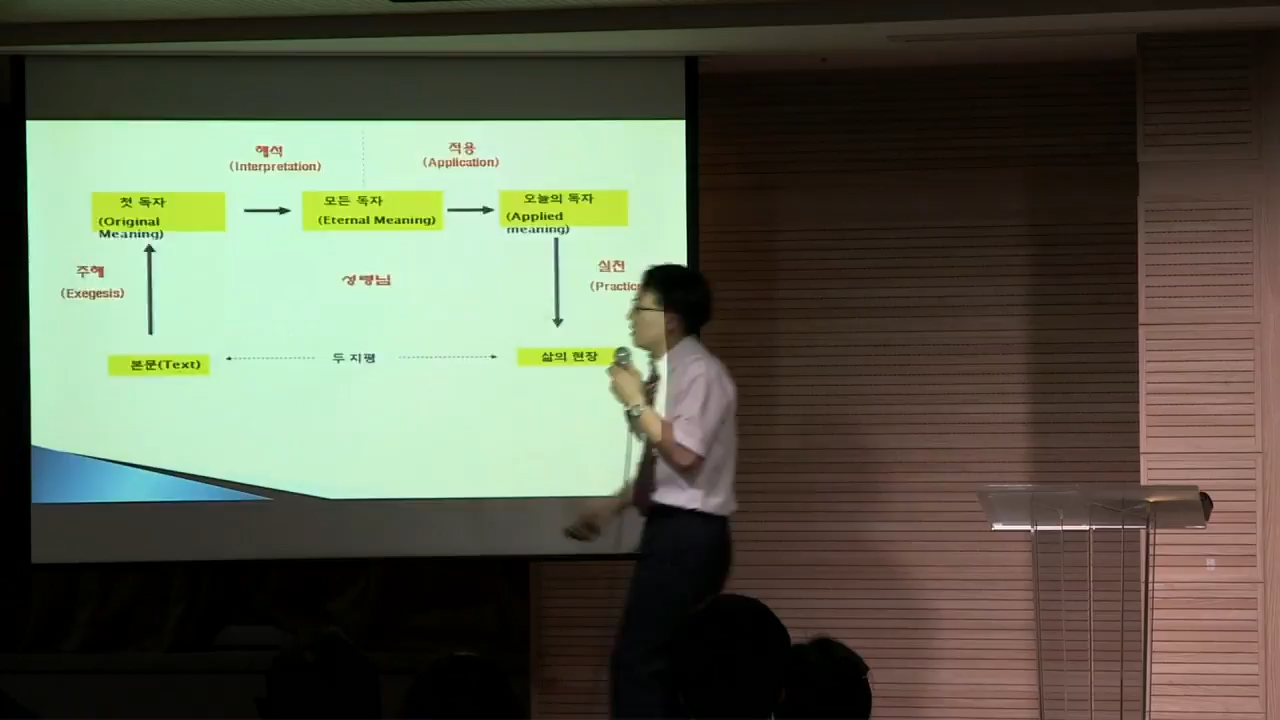 해석
(Interpretation)
적용
(Application)
첫 독자
(Original
Meaning)
모든 독자
(Eternal Meaning)
오늘의 독자
(Applied
meaning)
주해
(Exegesis)
성령님
실천
(Practic
본문(Text)
두 지평
삶의 현장